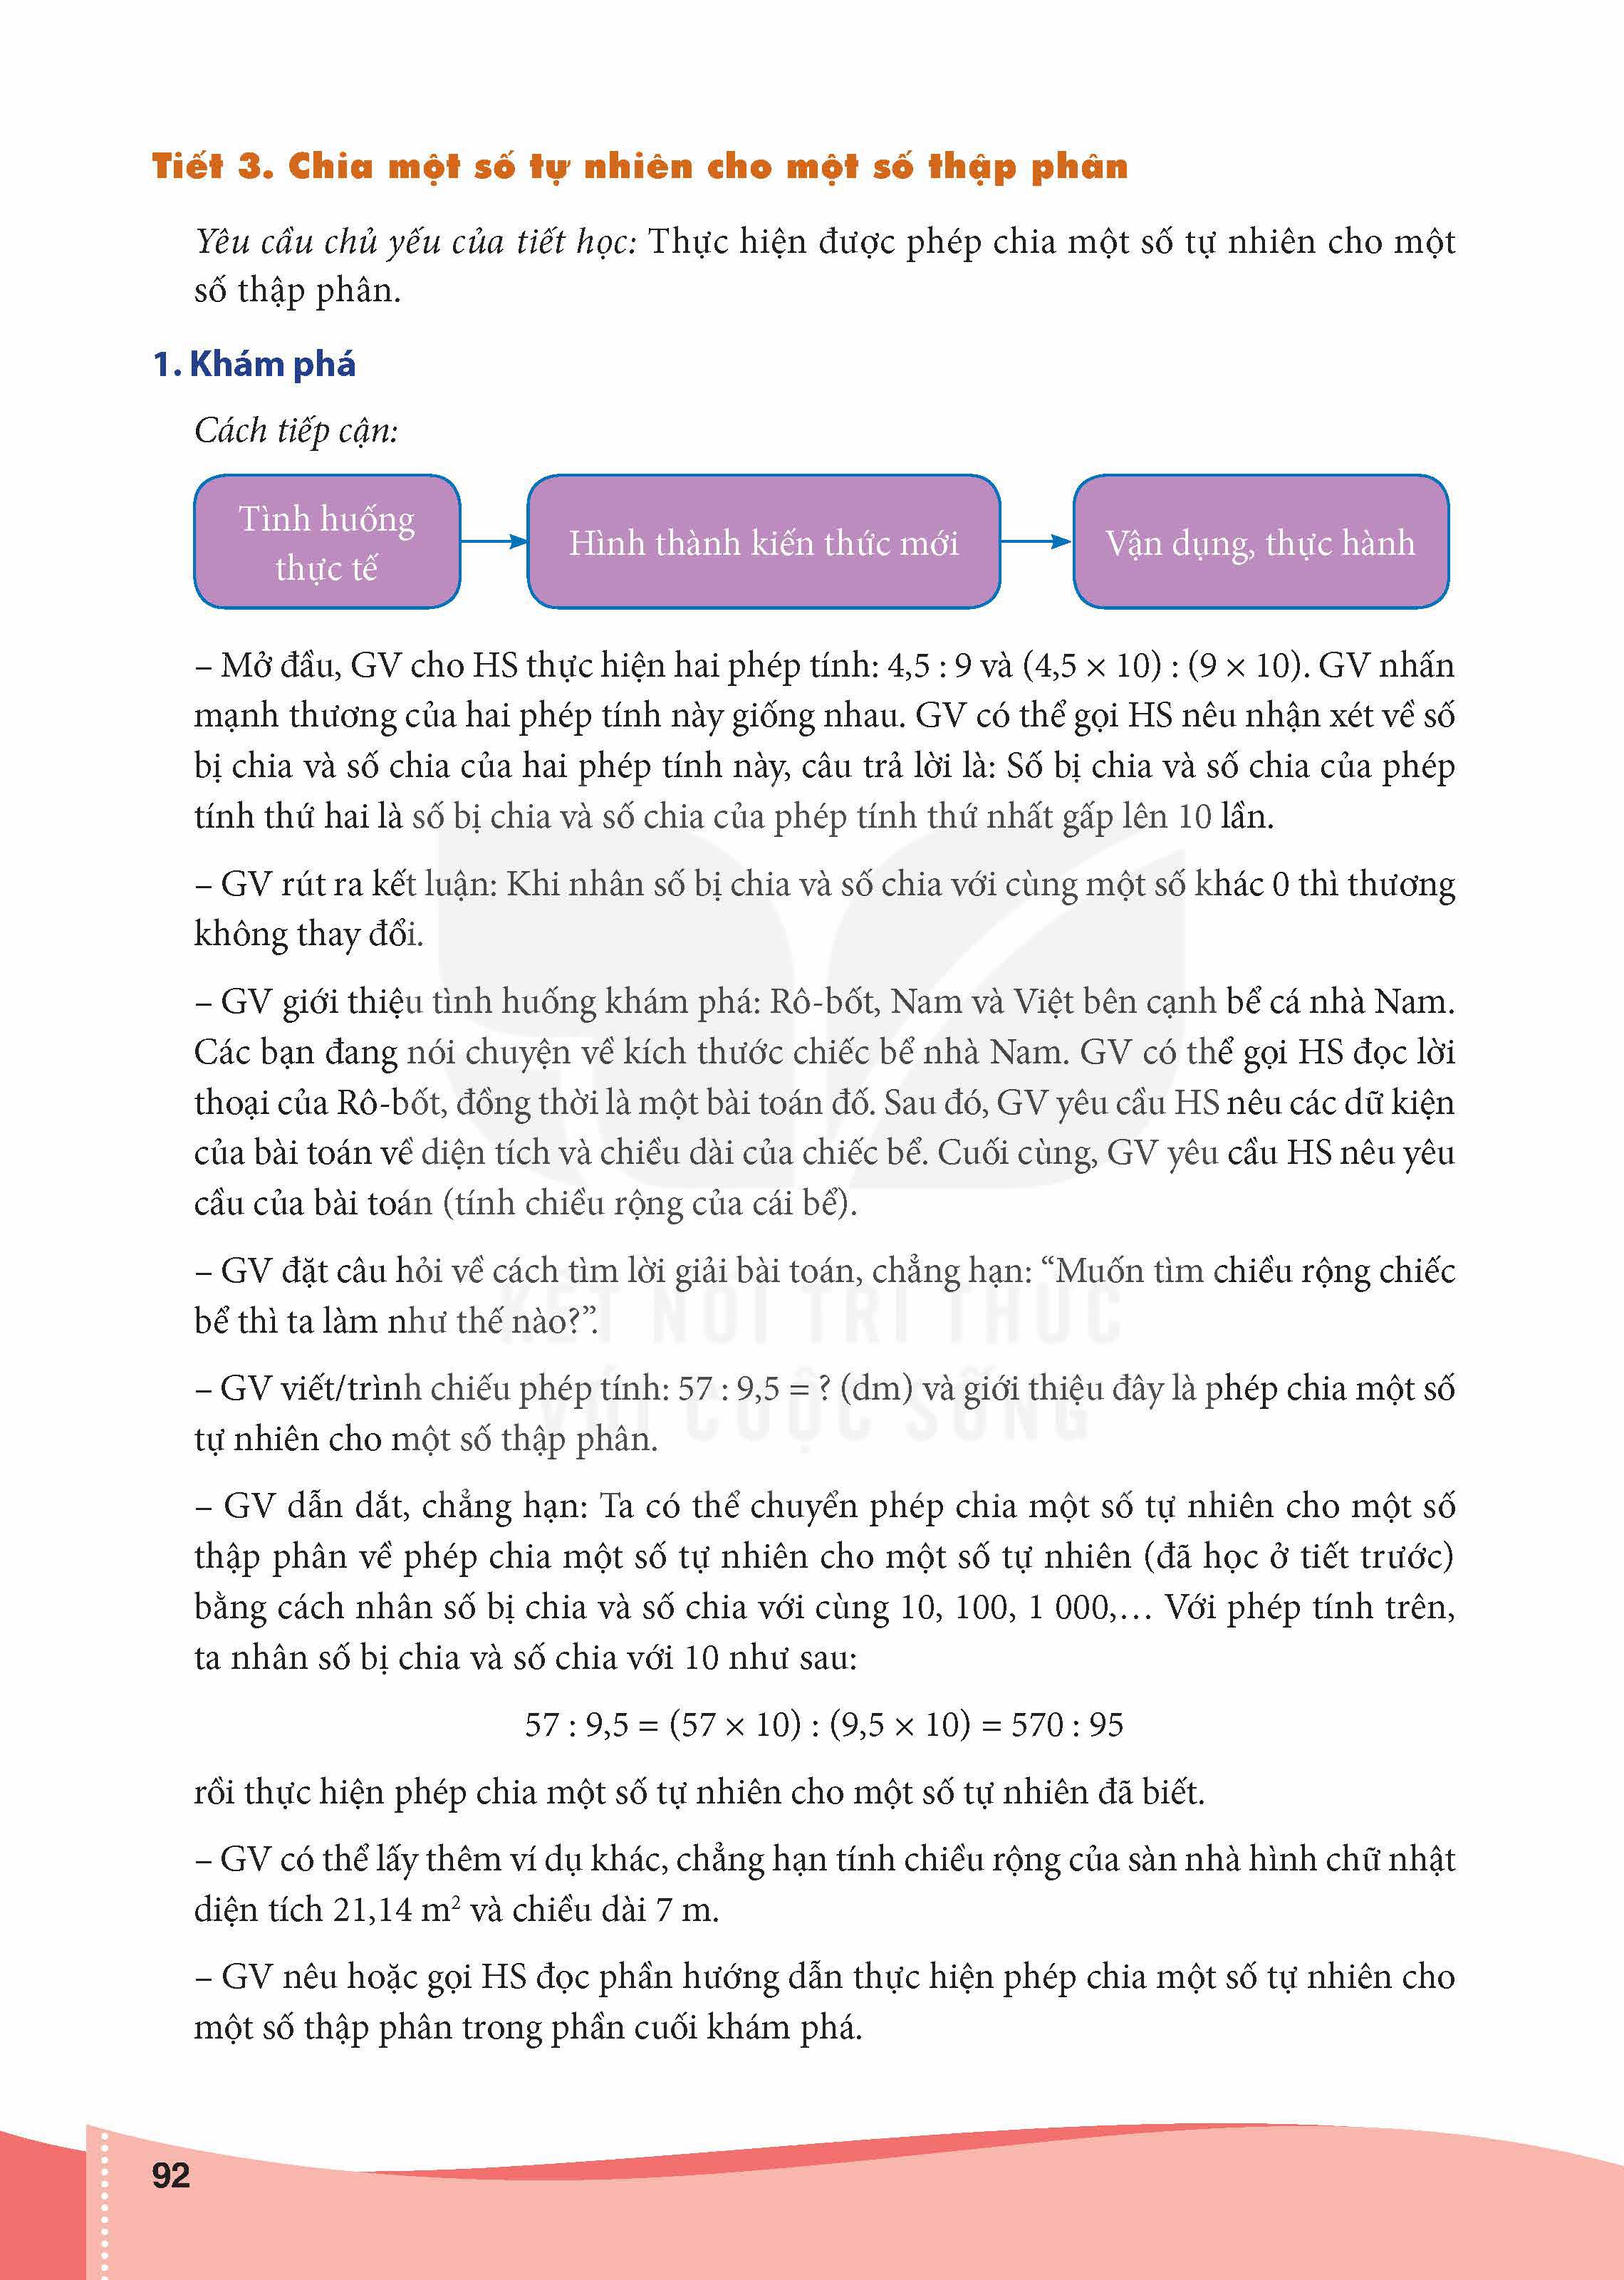 Tiết 3. Chia một số tự nhiên cho một số thập phân
Yêu cầu chủ yếu của tiết học: Thực hiện được phép chia một số tự nhiên cho một
số thập phân.
1. Khám phá
Cách tiếp cận:
Tình huống
thực tế
Hình thành kiến thức mới
Vận dụng, thực hành
– Mở đầu, GV cho HS thực hiện hai phép tính: 4,5 : 9 và (4,5 × 10) : (9 × 10). GV nhấn
mạnh thương của hai phép tính này giống nhau. GV có thể gọi HS nêu nhận xét về số
bị chia và số chia của hai phép tính này, câu trả lời là: Số bị chia và số chia của phép
tính thứ hai là số bị chia và số chia của phép tính thứ nhất gấp lên 10 lần.
– GV rút ra kết luận: Khi nhân số bị chia và số chia với cùng một số khác 0 thì thương
không thay đổi.
– GV giới thiệu tình huống khám phá: Rô-bốt, Nam và Việt bên cạnh bể cá nhà Nam.
Các bạn đang nói chuyện về kích thước chiếc bể nhà Nam. GV có thể gọi HS đọc lời
thoại của Rô-bốt, đồng thời là một bài toán đố. Sau đó, GV yêu cầu HS nêu các dữ kiện
của bài toán về diện tích và chiều dài của chiếc bể. Cuối cùng, GV yêu cầu HS nêu yêu
cầu của bài toán (tính chiều rộng của cái bể).
– GV đặt câu hỏi về cách tìm lời giải bài toán, chẳng hạn: “Muốn tìm chiều rộng chiếc
bể thì ta làm như thế nào?”.
KẾT NỐI TRI THỨC
– GV viết/trình chiếu phép tính: 57 : 9,5 = ? (dm) và giới thiệu đây là phép chia một số
VỚI CUỘC SỐNG
tự nhiên cho một số thập phân.
– GV dẫn dắt, chẳng hạn: Ta có thể chuyển phép chia một số tự nhiên cho một số
thập phân về phép chia một số tự nhiên cho một số tự nhiên (đã học ở tiết trước)
bằng cách nhân số bị chia và số chia với cùng 10, 100, 1 000,… Với phép tính trên,
ta nhân số bị chia và số chia với 10 như sau:
57 : 9,5 = (57 × 10) : (9,5 × 10) = 570 : 95
rồi thực hiện phép chia một số tự nhiên cho một số tự nhiên đã biết.
– GV có thể lấy thêm ví dụ khác, chẳng hạn tính chiều rộng của sàn nhà hình chữ nhật
diện tích 21,14 m² và chiều dài 7 m.
– GV nêu hoặc gọi HS đọc phần hướng dẫn thực hiện phép chia một số tự nhiên cho
một số thập phân trong phần cuối khám phá.
92